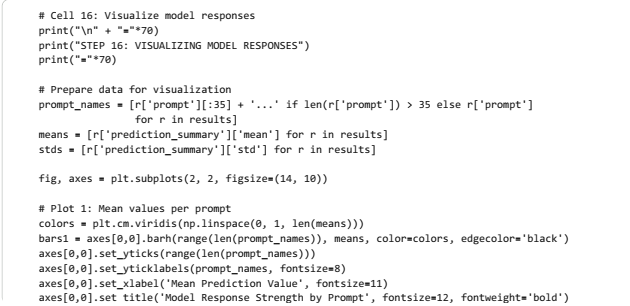 # Cell 16: Visualize model responses
print("\n" + "="*70)
print("STEP 16: VISUALIZING MODEL RESPONSES")
print("="*70)

# Prepare data for visualization
prompt_names = [r['prompt'][:35] + '...' if len(r['prompt']) > 35 else r['prompt']
                for r in results]
means = [r['prediction_summary']['mean'] for r in results]
stds = [r['prediction_summary']['std'] for r in results]

fig, axes = plt.subplots(2, 2, figsize=(14, 10))

# Plot 1: Mean values per prompt
colors = plt.cm.viridis(np.linspace(0, 1, len(means)))
bars1 = axes[0,0].barh(range(len(prompt_names)), means, color=colors, edgecolor='black')
axes[0,0].set_yticks(range(len(prompt_names)))
axes[0,0].set_yticklabels(prompt_names, fontsize=8)
axes[0,0].set_xlabel('Mean Prediction Value', fontsize=11)
axes[0,0].set_title('Model Response Strength by Prompt', fontsize=12, fontweight='bold')